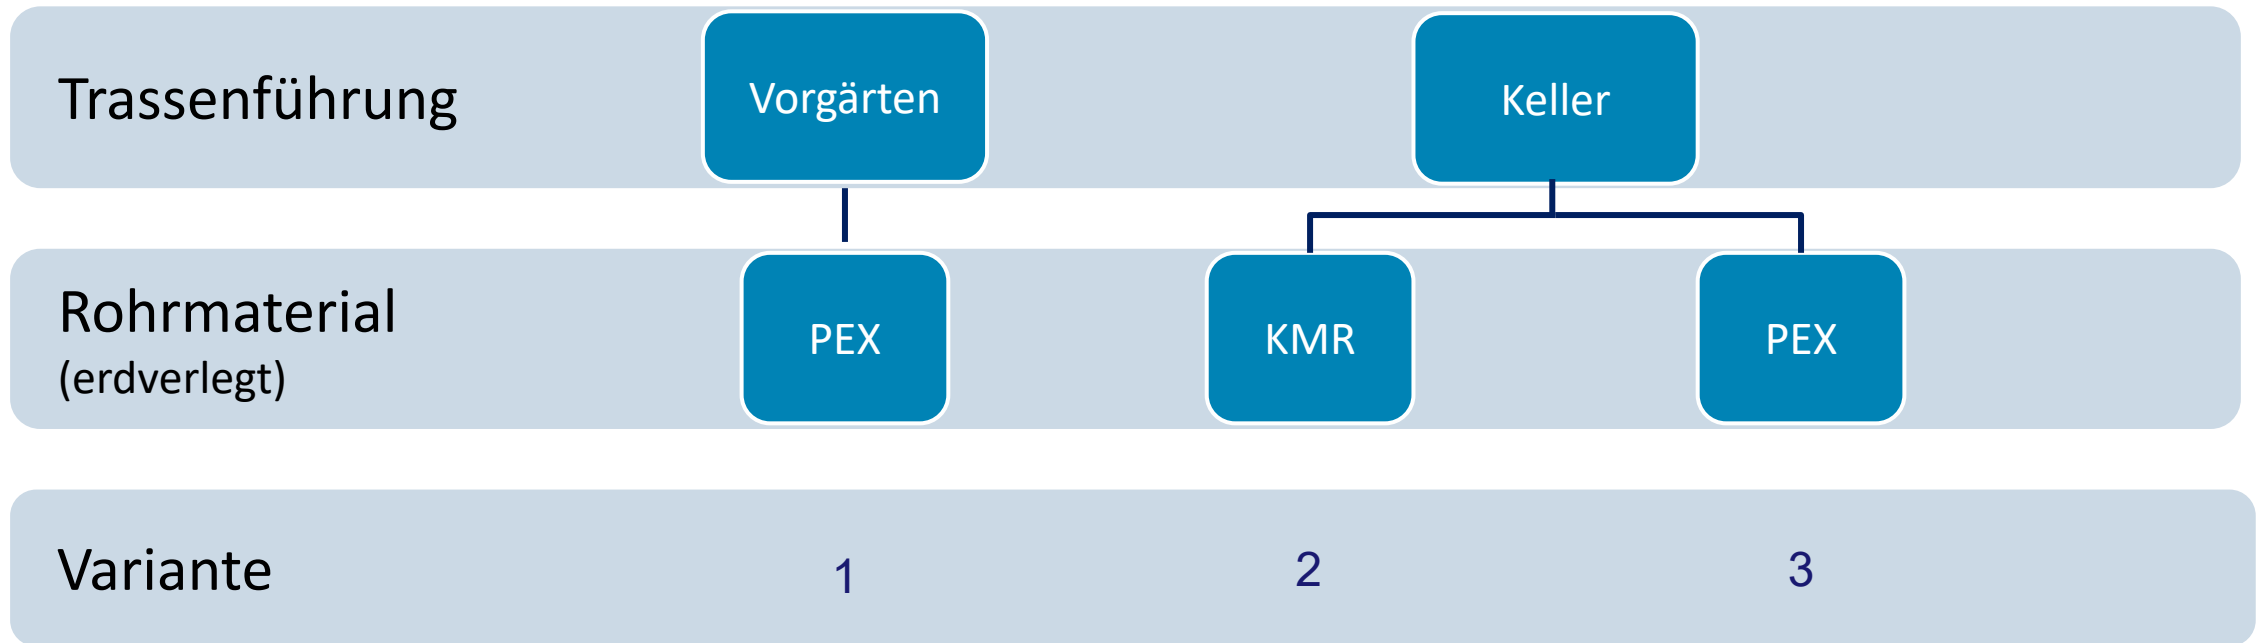 Trassenführung
Vorgärten
Keller
Rohrmaterial
(erdverlegt)
PEX
KMR
PEX
Variante
1
2
3